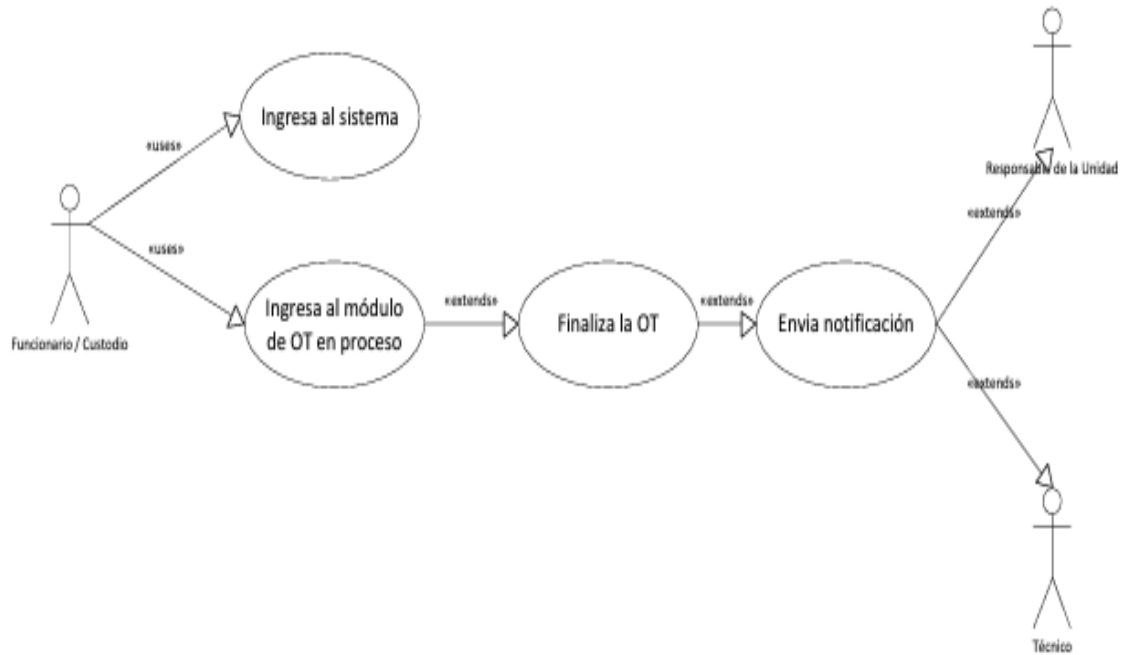 Ingresa al sistema
«uses»
Responsable de la Unidad
«extends»
«uses»
Ingresa al módulo
de OT en proceso
«extends»
Finaliza la OT
«extends»
Envia notificación
Funcionario / Custodio
«extends»
Técnico